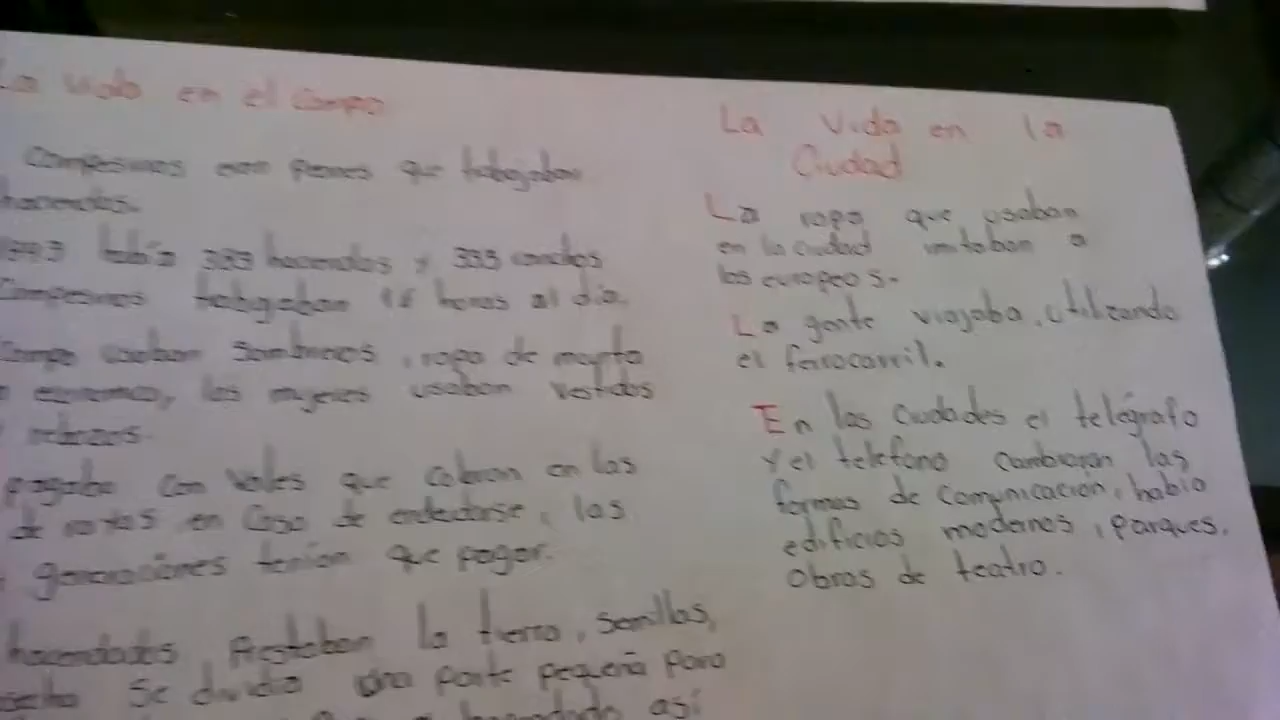 La vida en el campo
Campesinos eran peones que trabajaban
haciendas.
había 333 haciendas y 333
Campesinos trabajaban horas al día.
Campo usaban sombreros, ropa de manta
las mujeres usaban vestidos
rebozos.
pagaba con vales que cobran en las
de rayas en caso de endeudarse, las
generaciones tenían que pagar.
hacendados Prestaban la tierra, semillas,
Se dividía una parte pequeña para
hacendado así
La Vida en la
Ciudad
La ropa que usaban
en la ciudad imitaban a
los europeos.
La gente viajaba, utilizando
el ferrocarril.
En las ciudades el telégrafo
y el telefono cambiaron las
formas de comunicación, había
edificios modernos, parques,
Obras de teatro.